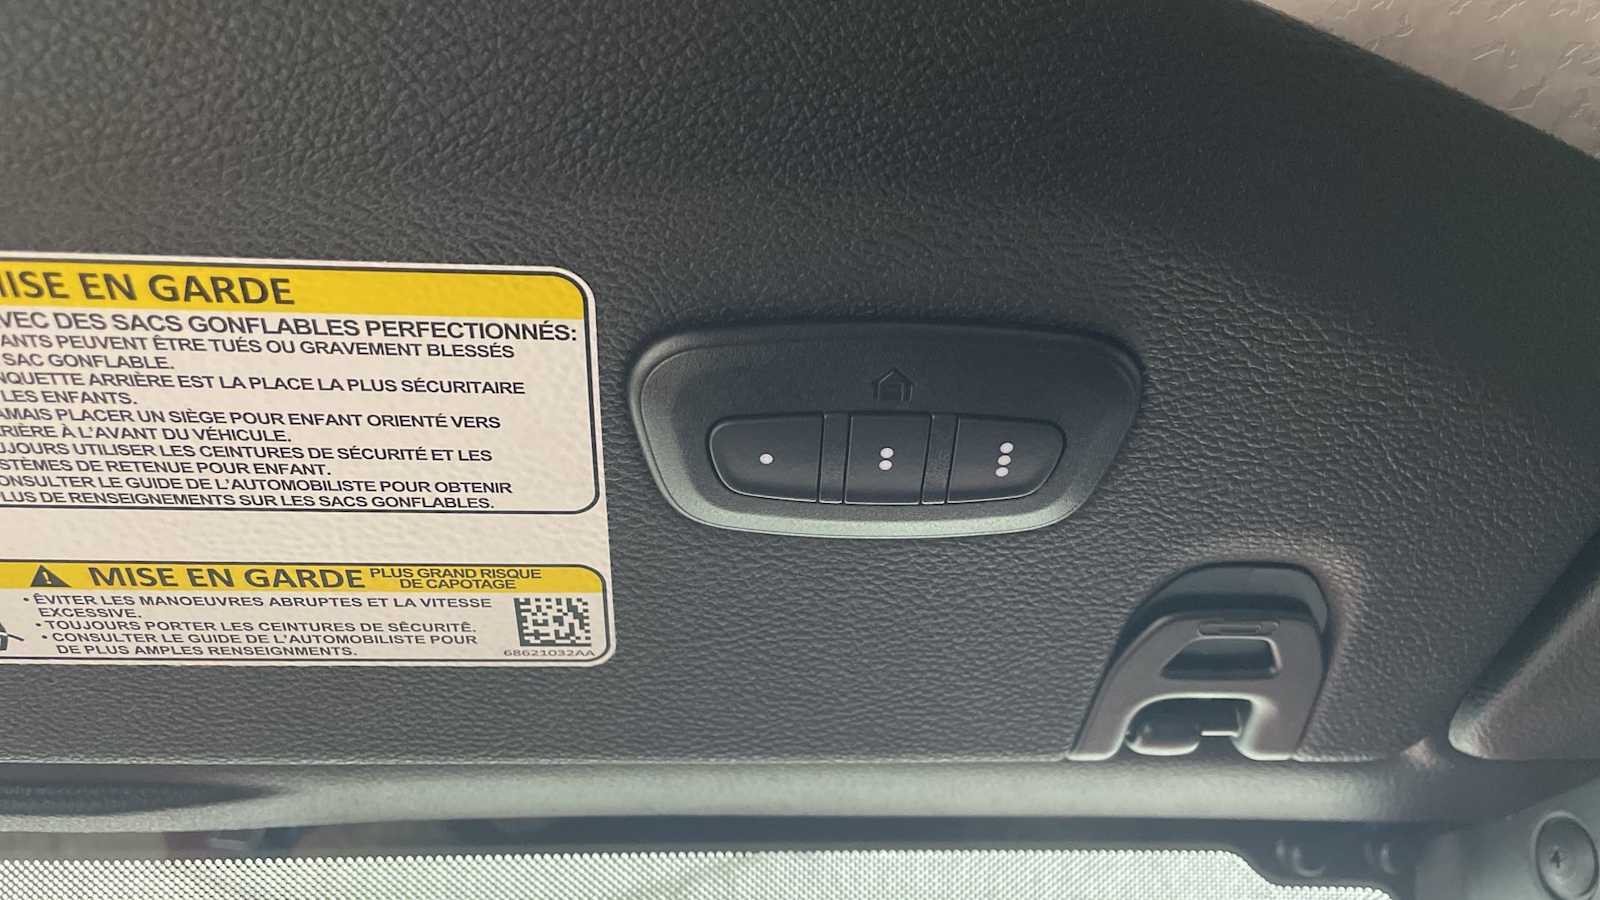 MISE EN GARDE
AVEC DES SACS GONFLABLES PERFECTIONNÉS:
PEUVENT ÊTRE TUÉS OU GRAVEMENT BLESSÉS
SAC GONFLABLE.
ARRIÈRE EST LA PLACE LA PLUS SÉCURITAIRE
LES ENFANTS.
JAMAIS PLACER UN SIÈGE POUR ENFANT ORIENTÉ VERS
À L'AVANT DU VÉHICULE.
UTILISER LES CEINTURES DE SÉCURITÉ ET LES
DE RETENUE POUR ENFANT.
CONSULTER LE GUIDE DE L'AUTOMOBILISTE POUR OBTENIR
PLUS DE RENSEIGNEMENTS SUR LES SACS GONFLABLES.
MISE EN GARDE PLUS GRAND RISQUE
DE CAPOTAGE
• ÉVITER LES MANOEUVRES ABRUPTES ET LA VITESSE
EXCESSIVE.
• TOUJOURS PORTER LES CEINTURES DE SÉCURITÉ.
• CONSULTER LE GUIDE DE L'AUTOMOBILISTE POUR
DE PLUS AMPLES RENSEIGNMENTS.
68621032AA